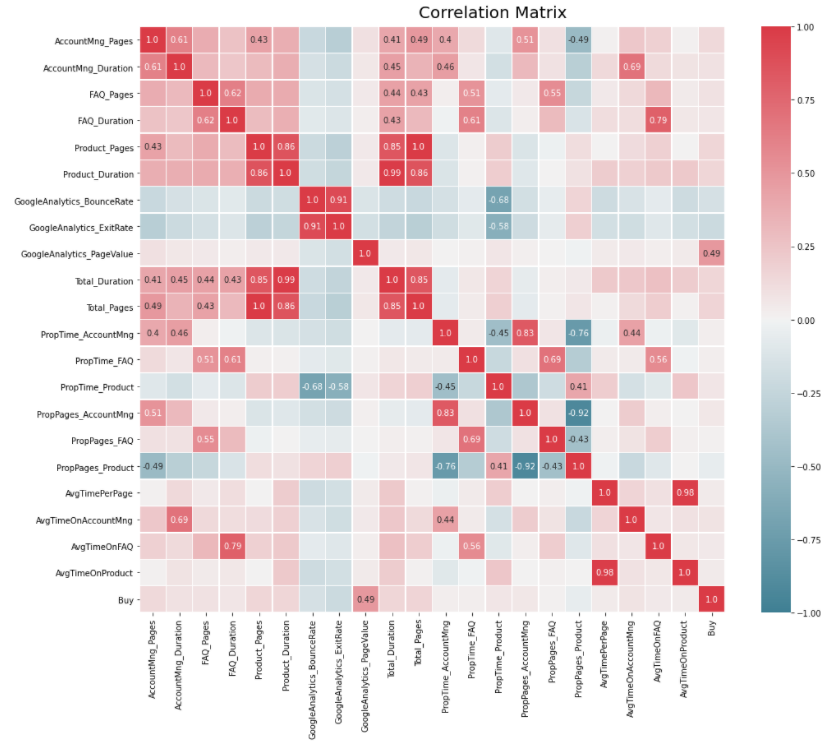 Correlation Matrix
AccountMng_Pages 1.0 0.61 0.43 0.41 0.49 0.4 0.51 -0.49
AccountMng_Duration 0.61 1.0 0.45 0.46 0.69
FAQ_Pages 1.0 0.62 0.44 0.43 0.51 0.55
FAQ_Duration 0.62 1.0 0.43 0.61 0.79
Product_Pages 0.43 1.0 0.86 0.85 1.0
Product_Duration 0.86 1.0 0.99 0.86
GoogleAnalytics_BounceRate 1.0 0.91 -0.68
GoogleAnalytics_ExitRate 0.91 1.0 -0.58
GoogleAnalytics_PageValue 1.0 0.49
Total_Duration 0.41 0.45 0.44 0.43 0.85 0.99 1.0 0.85
Total_Pages 0.49 0.43 1.0 0.86 0.85 1.0
PropTime_AccountMng 0.4 0.46 1.0 -0.45 0.83 -0.76 0.44
PropTime_FAQ 0.51 0.61 1.0 0.69 0.56
PropTime_Product -0.68 -0.58 -0.45 1.0 0.41
PropPages_AccountMng 0.51 0.83 1.0 -0.92
PropPages_FAQ 0.55 0.69 1.0 -0.43
PropPages_Product -0.49 -0.76 0.41 -0.92 -0.43 1.0
AvgTimePerPage 1.0 0.98
AvgTimeOnAccountMng 0.69 0.44 1.0
AvgTimeOnFAQ 0.79 0.56 1.0
AvgTimeOnProduct 0.98 1.0
Buy 0.49 1.0
AccountMng_Pages
AccountMng_Duration
FAQ_Pages
FAQ_Duration
Product_Pages
Product_Duration
GoogleAnalytics_BounceRate
GoogleAnalytics_ExitRate
GoogleAnalytics_PageValue
Total_Duration
Total_Pages
PropTime_AccountMng
PropTime_FAQ
PropTime_Product
PropPages_AccountMng
PropPages_FAQ
PropPages_Product
AvgTimePerPage
AvgTimeOnAccountMng
AvgTimeOnFAQ
AvgTimeOnProduct
Buy
1.00
0.75
0.50
0.25
0.00
−0.25
−0.50
−0.75
−1.00